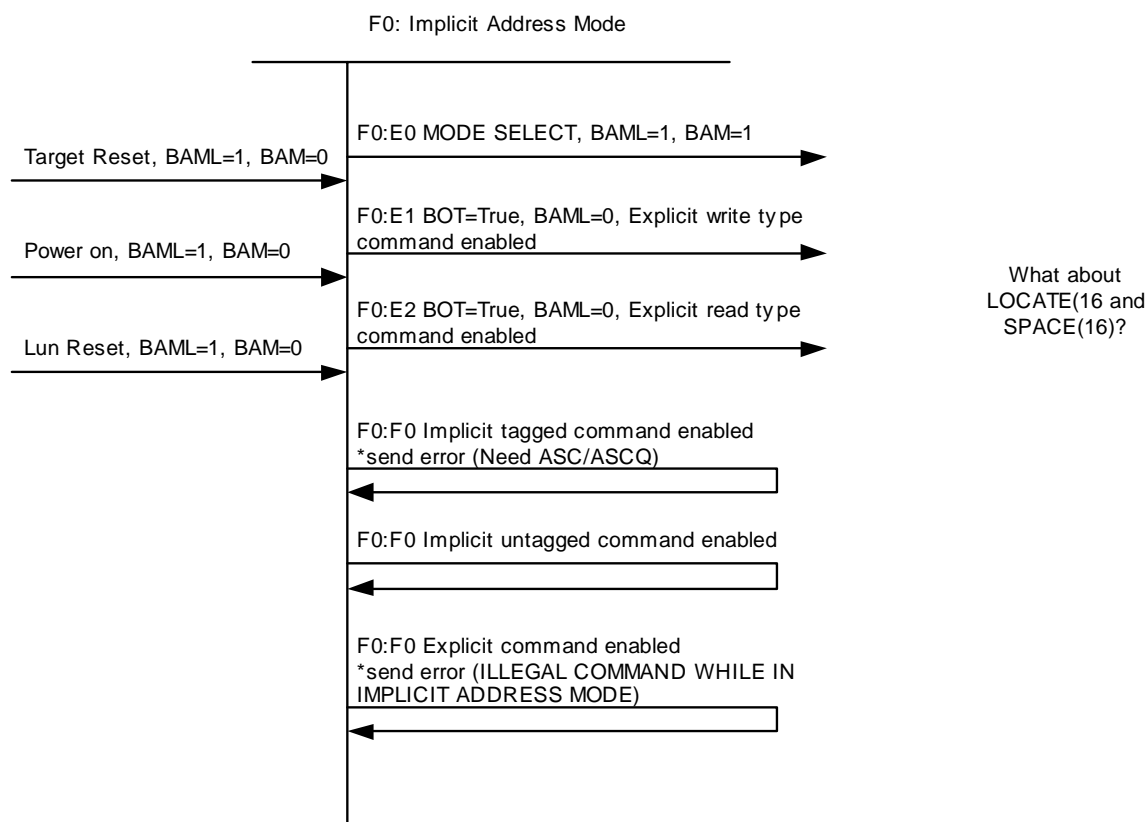 F0: Implicit Address Mode
F0:E0 MODE SELECT, BAML=1, BAM=1
Target Reset, BAML=1, BAM=0
F0:E1 BOT=True, BAML=0, Explicit write type
command enabled
Power on, BAML=1, BAM=0
What about
LOCATE(16 and
SPACE(16)?
F0:E2 BOT=True, BAML=0, Explicit read type
command enabled
Lun Reset, BAML=1, BAM=0
F0:F0 Implicit tagged command enabled
*send error (Need ASC/ASCQ)
F0:F0 Implicit untagged command enabled
F0:F0 Explicit command enabled
*send error (ILLEGAL COMMAND WHILE IN
IMPLICIT ADDRESS MODE)